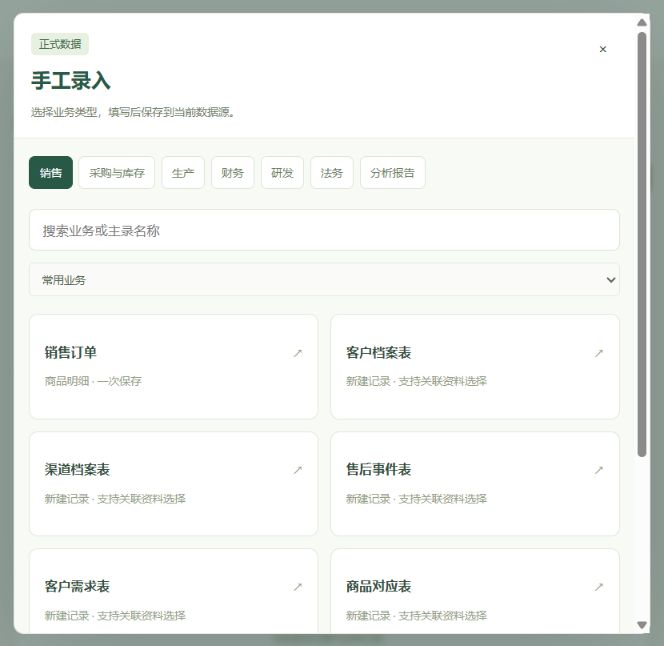 正式数据
×
手工录入
选择业务类型，填写后保存到当前数据源。
销售 采购与库存 生产 财务 研发 法务 分析报告
搜索业务或主录名称
常用业务
销售订单 ↗ 客户档案表 ↗
商品明细 · 一次保存 新建记录 · 支持关联资料选择
渠道档案表 ↗ 售后事件表 ↗
新建记录 · 支持关联资料选择 新建记录 · 支持关联资料选择
客户需求表 ↗ 商品对应表 ↗
新建记录 · 支持关联资料选择 新建记录 · 支持关联资料选择